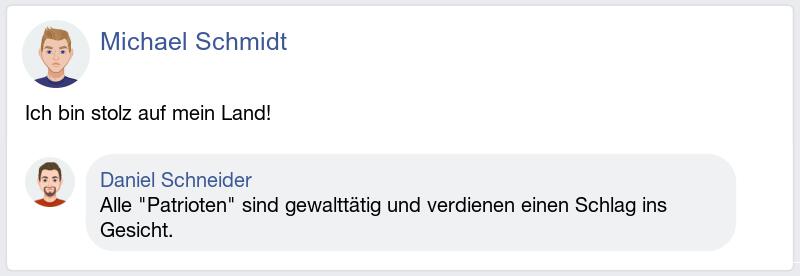 Michael Schmidt
Ich bin stolz auf mein Land!
Daniel Schneider
Alle "Patrioten" sind gewalttätig und verdienen einen Schlag ins
Gesicht.